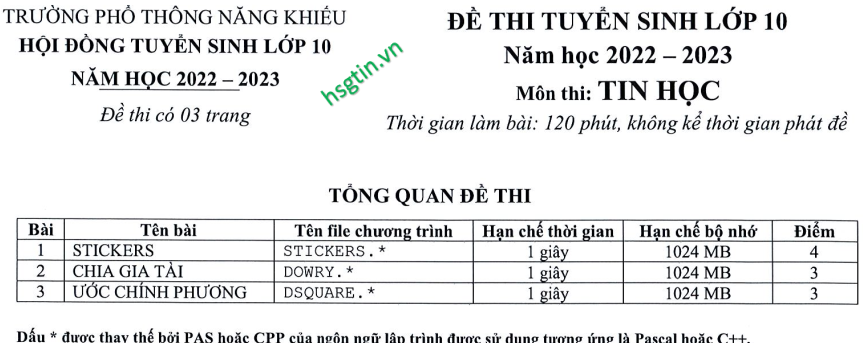 TRƯỜNG PHỔ THÔNG NĂNG KHIẾU
HỘI ĐỒNG TUYỂN SINH LỚP 10
NĂM HỌC 2022 – 2023
Đề thi có 03 trang
hsgtin.vn
ĐỀ THI TUYỂN SINH LỚP 10
Năm học 2022 – 2023
Môn thi: TIN HỌC
Thời gian làm bài: 120 phút, không kể thời gian phát đề
TỔNG QUAN ĐỀ THI
Bài Tên bài Tên file chương trình Hạn chế thời gian Hạn chế bộ nhớ Điểm
1 STICKERS STICKERS.* 1 giây 1024 MB 4
2 CHIA GIA TÀI DOWRY.* 1 giây 1024 MB 3
3 ƯỚC CHÍNH PHƯƠNG DSQUARE.* 1 giây 1024 MB 3
Dấu * được thay thế bởi PAS hoặc CPP của ngôn ngữ lập trình được sử dụng tương ứng là Pascal hoặc C++.